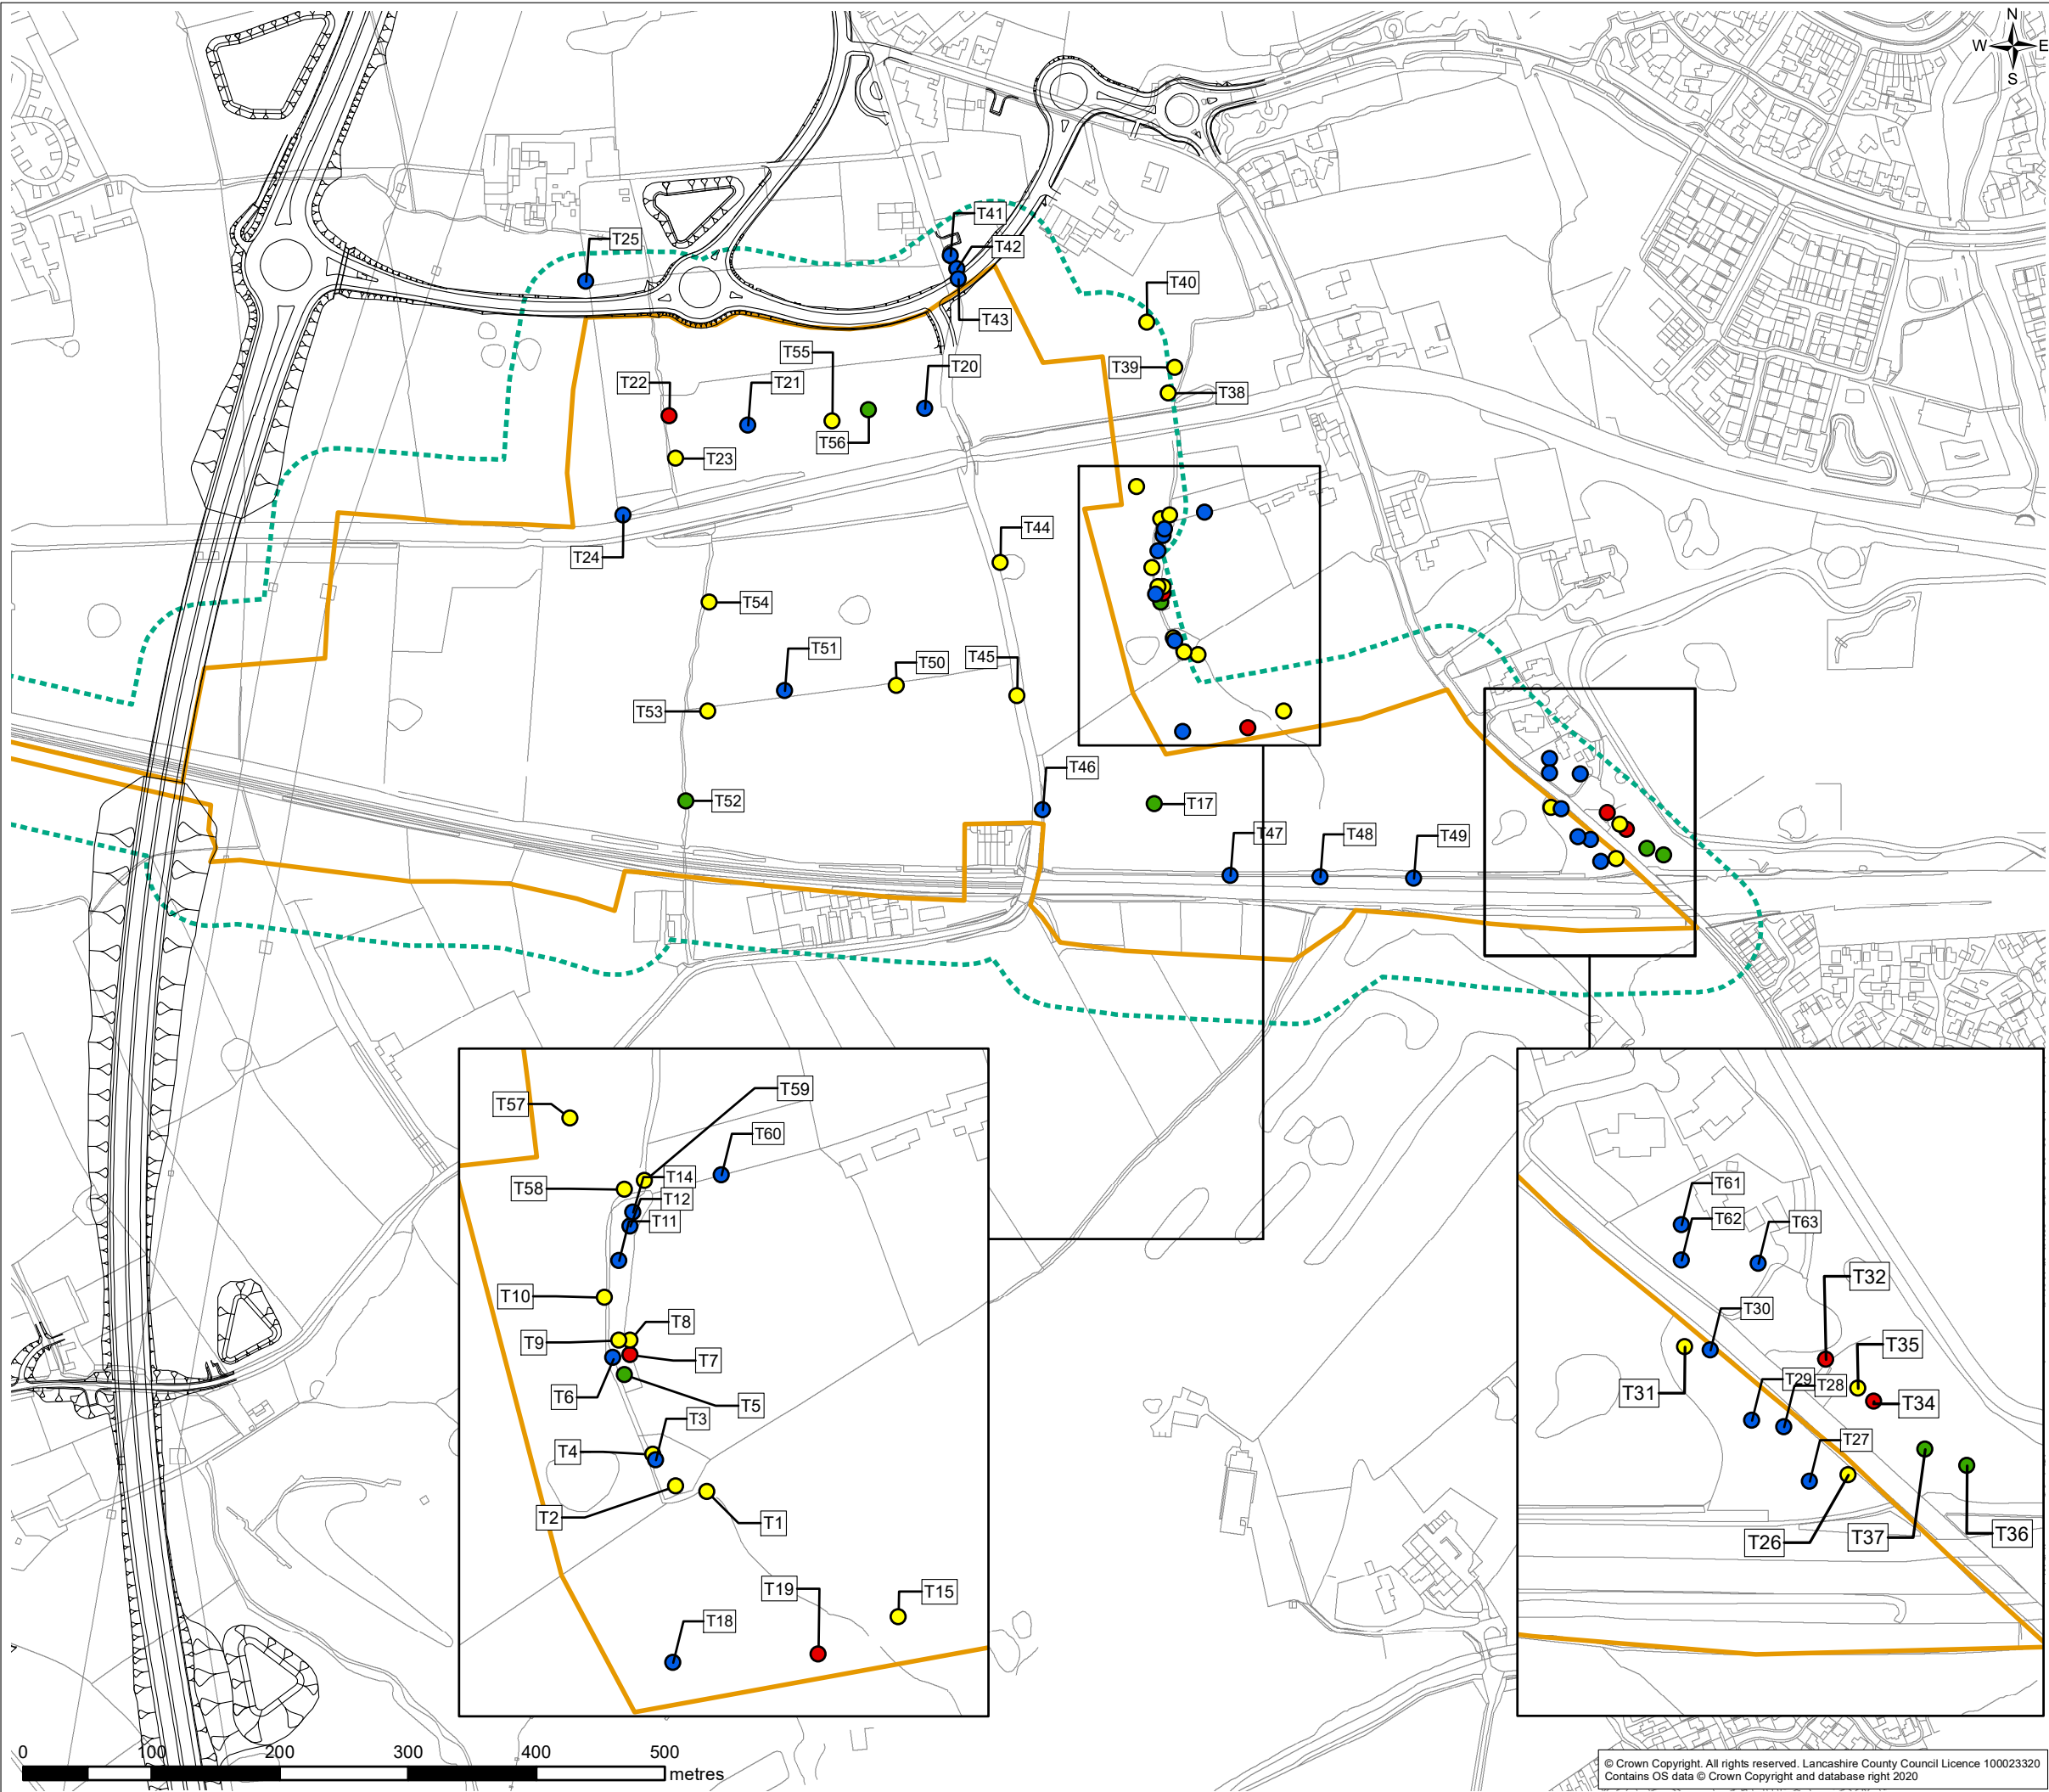 N
W E
S
T41
T25
T42
T40
T43
T55
T20
T39
T22
T21
T38
T56
T23
T44
T24
T54
T51
T50
T45
T53
T46
T52
T17
T47
T48
T49
T59
T57
T60
T14
T58
T12
T11
T10
T8
T9
T7
T6
T5
T3
T4
T2
T1
T19
T15
T18
T61
T62
T63
T32
T30
T35
T29
T28
T31
T34
T27
T26
T37
T36
0 100 200 300 400 500
metres
© Crown Copyright. All rights reserved. Lancashire County Council Licence 100023320
Contains OS data © Crown Copyright and database right 2020